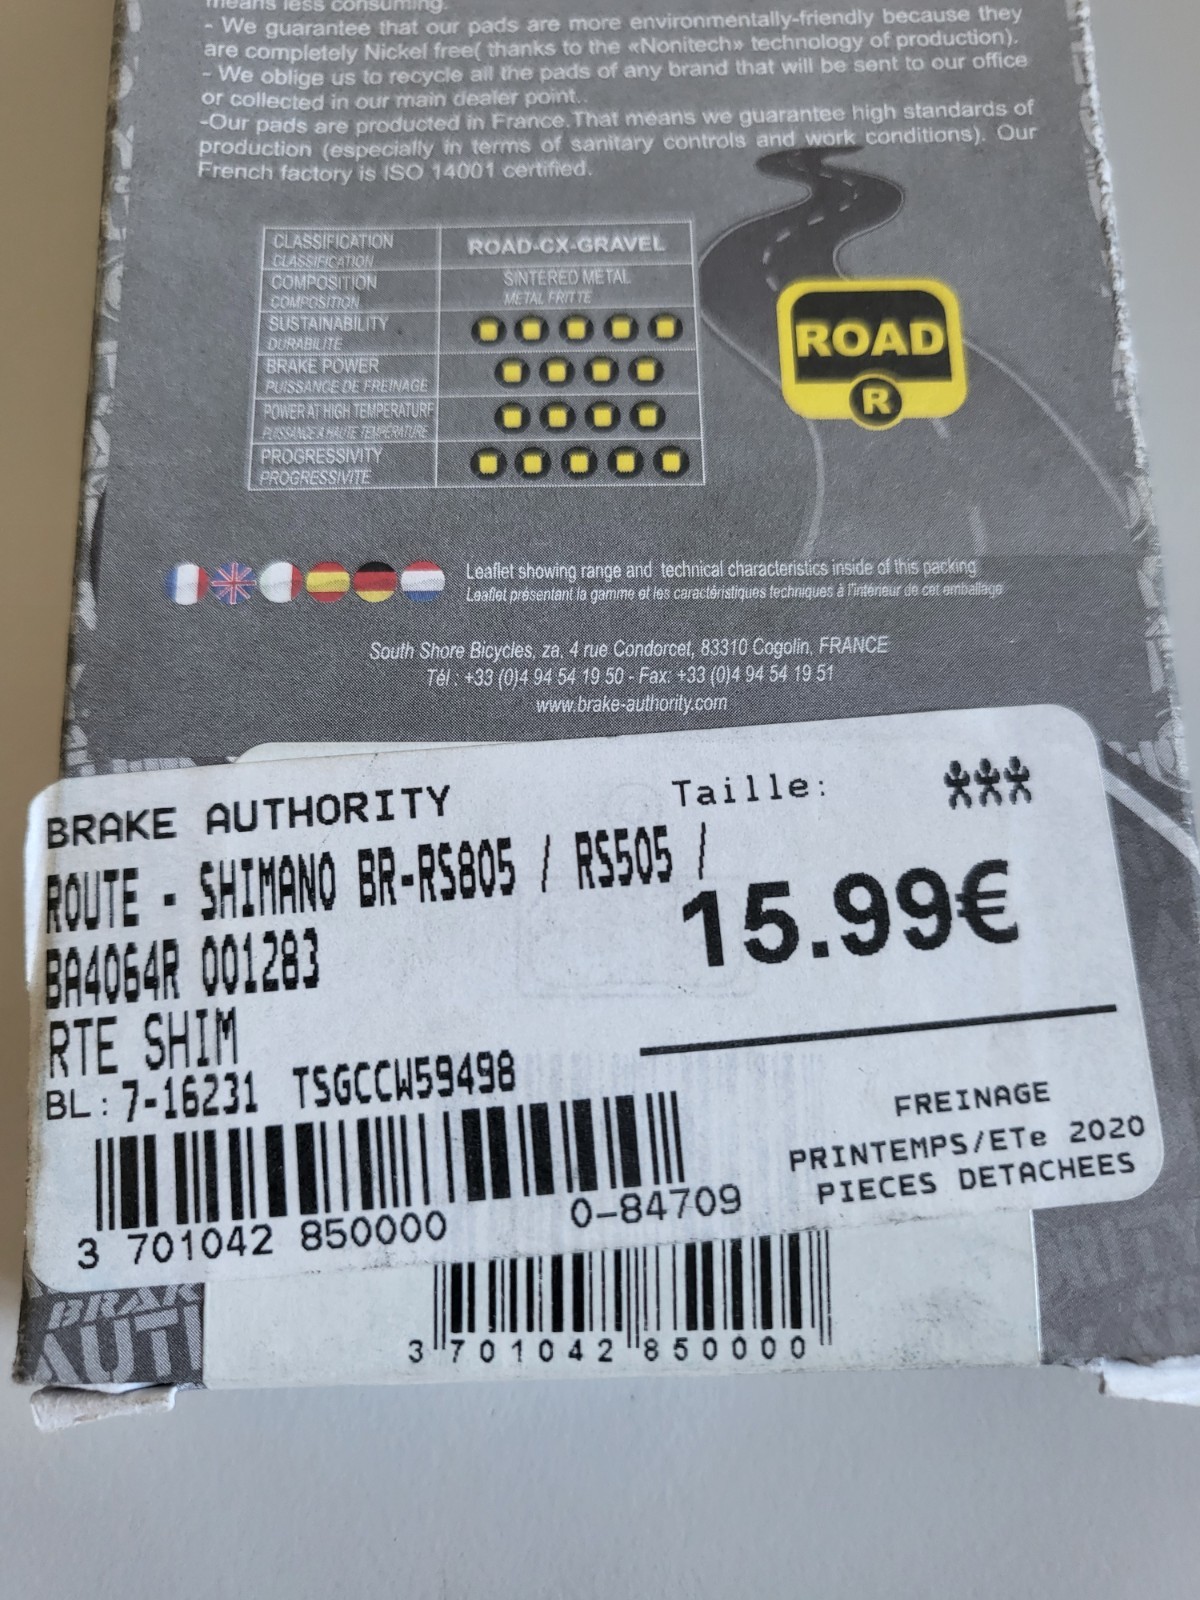 means less consuming.
- We guarantee that our pads are more environmentally-friendly because they
are completely Nickel free( thanks to the «Nonitech» technology of production).
- We oblige us to recycle all the pads of any brand that will be sent to our office
or collected in our main dealer point..
-Our pads are produced in France.That means we guarantee high standards of
production (especially in terms of sanitary controls and work conditions). Our
French factory is ISO 14001 certified.
CLASSIFICATION
CLASSIFICATION
ROAD-CX-GRAVEL
COMPOSITION
COMPOSITION
SINTERED METAL
METAL FRITTE
SUSTAINABILITY
DURABILITE
BRAKE POWER
PUISSANCE DE FREINAGE
POWER AT HIGH TEMPERATURE
PUISSANCE A HAUTE TEMPERATURE
PROGRESSIVITY
PROGRESSIVITE
ROAD
R
Leaflet showing range and technical characteristics inside of this packing
Leaflet présentant la gamme et les caractéristiques techniques à l'interieur de cet emballage
South Shore Bicycles, za, 4 rue Condorcet, 83310 Cogolin, FRANCE
Tél : +33 (0)4 94 54 19 50 - Fax: +33 (0)4 94 54 19 51
www.brake-authority.com
BRAKE AUTHORITY
Taille:
ROUTE - SHIMANO BR-RS805 / RS505 /
15.99€
BA4064R 001283
RTE SHIM
BL: 7-16231 TSGCCW59498
FREINAGE
PRINTEMPS/ETe 2020
PIECES DETACHEES
3 701042 850000
0-84709
BRAK
AUTI
3 701042 850000